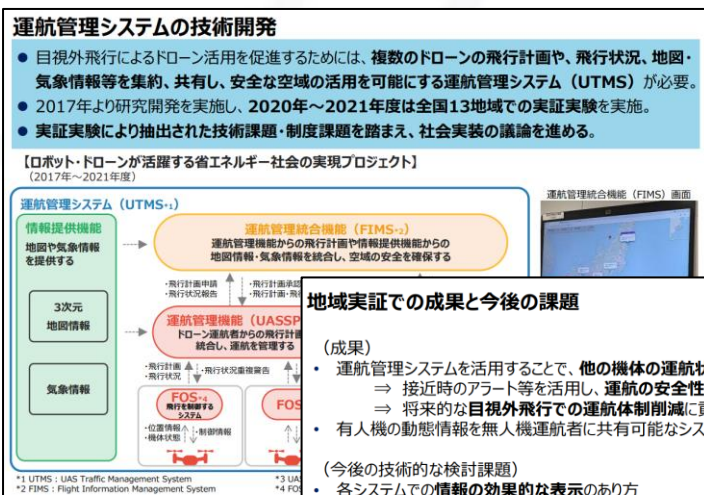 運航管理システムの技術開発
● 目視外飛行によるドローン活用を促進するためには、複数のドローンの飛行計画や、飛行状況、地図・
気象情報等を集約、共有し、安全な空域の活用を可能にする運航管理システム（UTMS）が必要。
● 2017年より研究開発を実施し、2020年～2021年度は全国13地域での実証実験を実施。
● 実証実験により抽出された技術課題・制度課題を踏まえ、社会実装の議論を進める。
【ロボット・ドローンが活躍する省エネルギー社会の実現プロジェクト】
（2017年～2021年度）
運航管理システム（UTMS*1）
運航管理統合機能（FIMS）画面
情報提供機能
地図や気象情報
を提供する
3次元
地図情報
気象情報
運航管理統合機能（FIMS*2）
運航管理機能からの飛行計画や情報提供機能からの
地図情報・気象情報を統合し、空域の安全を確保する
・飛行計画申請
・飛行状況報告
・飛行計画承認
・飛行計画・飛行
運航管理機能（UASSP
ドローン運航者からの飛行計画
統合し、運航を管理する
・飛行計画
・飛行状況
・飛行状況重複警告
FOS*4
飛行を制御する
システム
FOS
・位置情報
・機体状態
・制御情報
*1 UTMS : UAS Traffic Management System
*2 FIMS : Flight Information Management System
*3 UAS
*4 FOS
地域実証での成果と今後の課題
（成果）
• 運航管理システムを活用することで、他の機体の運航状
⇒ 接近時のアラート等を活用し、運航の安全性
⇒ 将来的な目視外飛行での運航体制削減に
• 有人機の動態情報を無人機運航者に共有可能なシス
（今後の技術的な検討課題）
• 各システムでの情報の効果的な表示のあり方